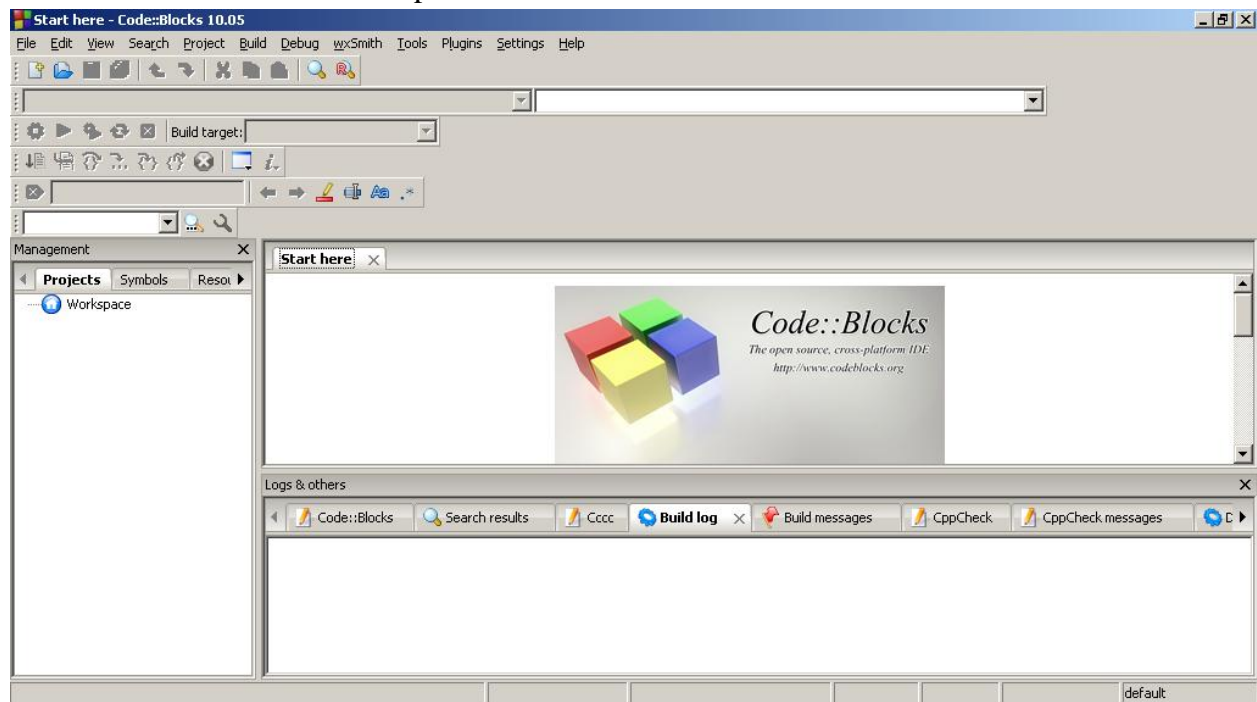 Start here - Code::Blocks 10.05
File Edit View Search Project Build Debug wxSmith Tools Plugins Settings Help
Build target:
Management
Projects Symbols Resou
Workspace
Start here
Code::Blocks
The open source, cross-platform IDE
http://www.codeblocks.org
Logs & others
Code::Blocks Search results Cccc Build log Build messages CppCheck CppCheck messages D
default